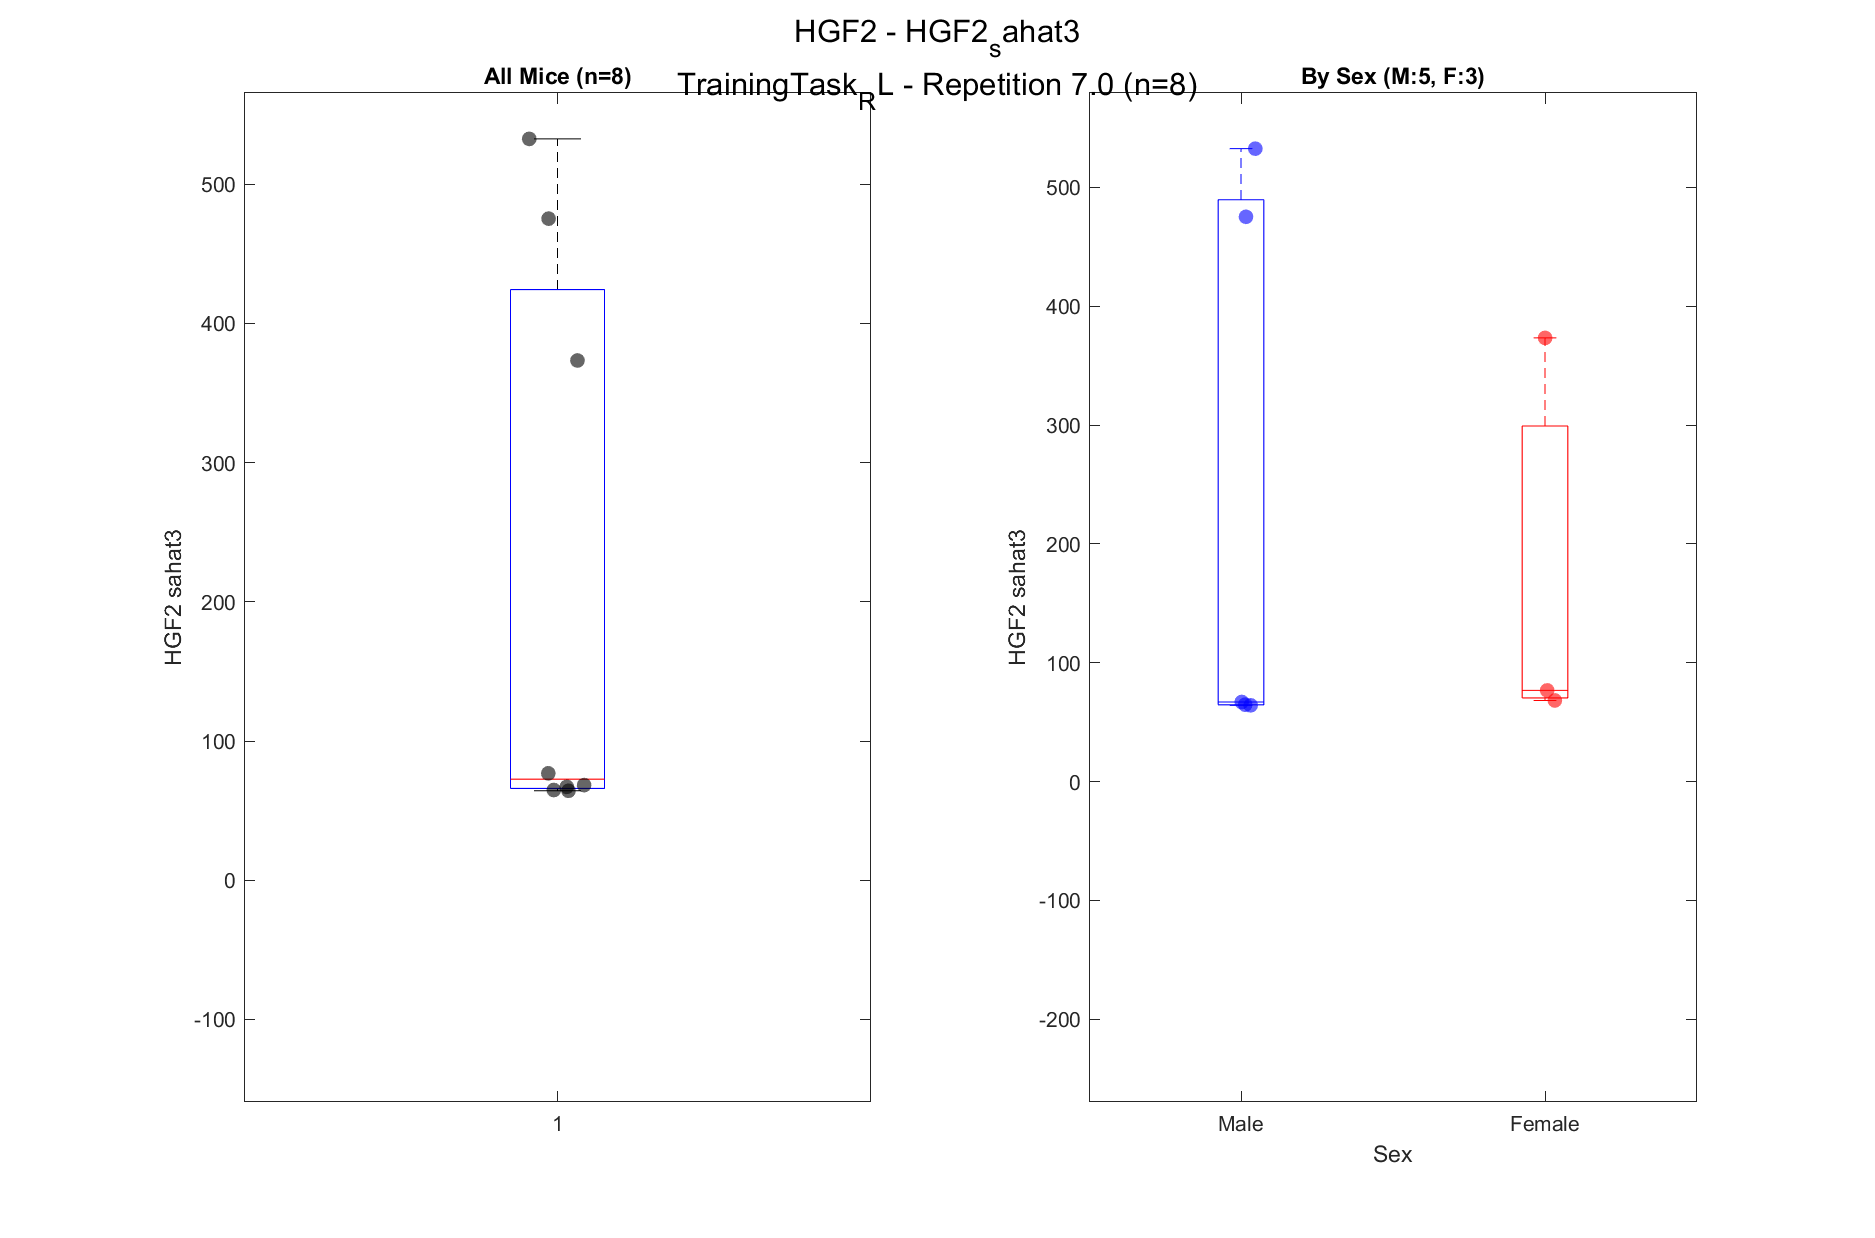 HGF2 - HGF2sahat3
TrainingTaskRL - Repetition 7.0 (n=8)
All Mice (n=8)
500
400
300
200
100
0
-100
HGF2 sahat3
1
By Sex (M:5, F:3)
500
400
300
200
100
0
-100
-200
HGF2 sahat3
Male Female
Sex